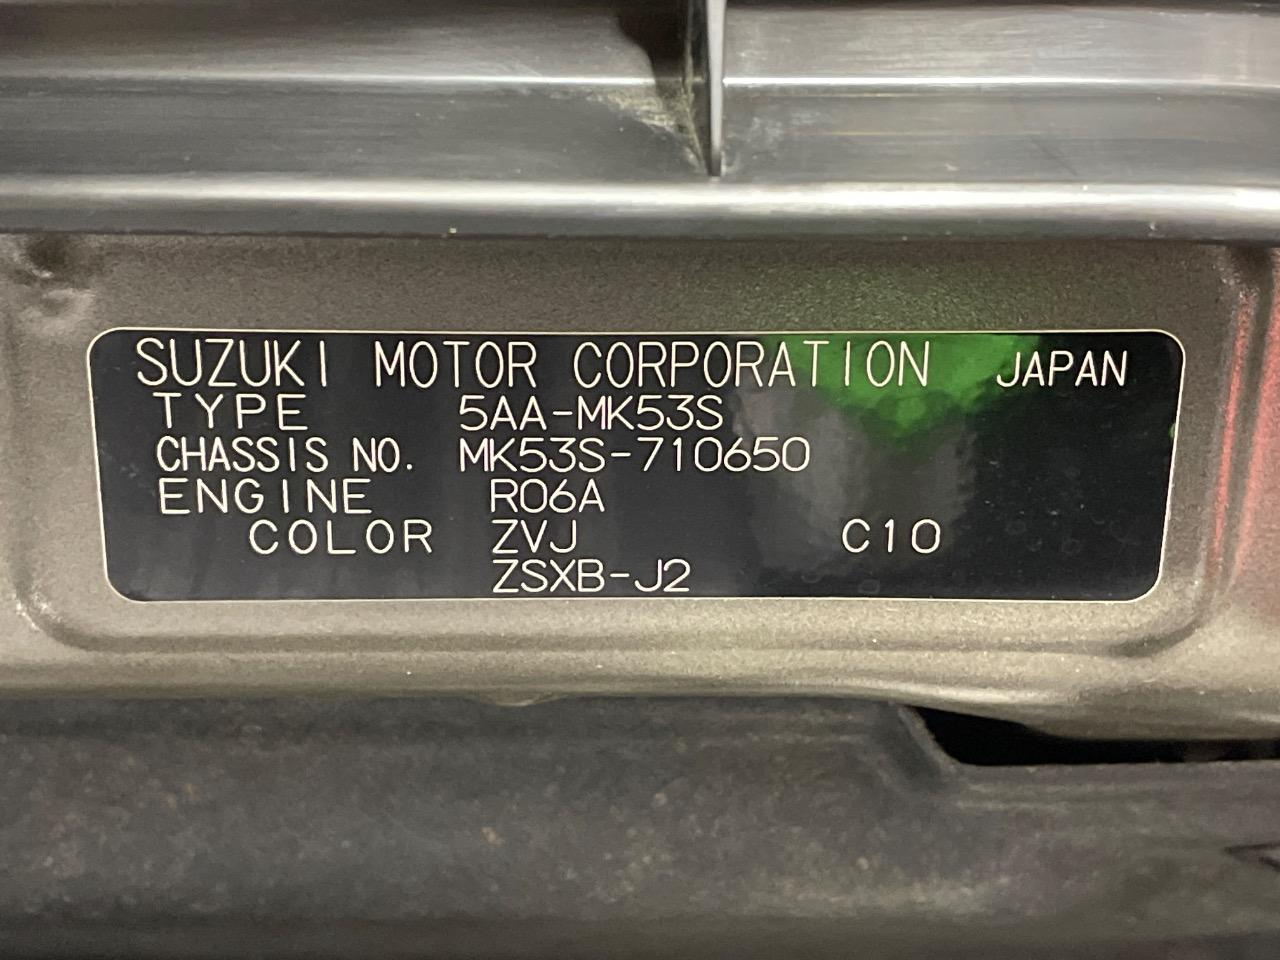 SUZUKI MOTOR CORPORATION JAPAN
TYPE 5AA-MK53S
CHASSIS NO. MK53S-710650
ENGINE R06A
COLOR ZVJ C10
ZSXB-J2